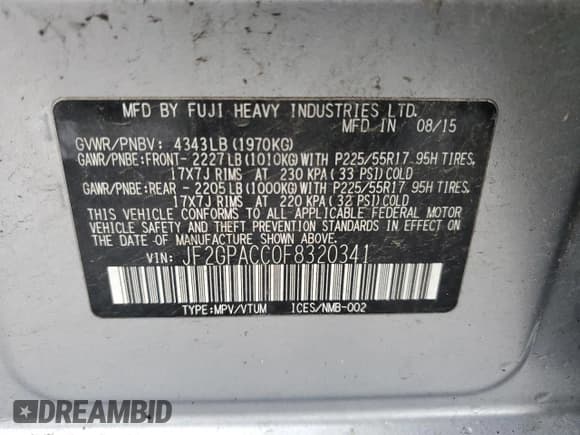 MFD BY FUJI HEAVY INDUSTRIES LTD.
MFD IN 08/15
GVWR/PNBV: 4343LB(1970KG)
GAWR/PNBE:FRONT- 2227LB(1010KG)WITH P225/55R17 95H TIRES,
17X7J RIMS AT 230 KPA( 33 PSI)COLD
GAWR/PNBE:REAR - 2205LB(1000KG)WITH P225/55R17 95H TIRES,
17X7J RIMS AT 220 KPA( 32 PSI)COLD
THIS VEHICLE CONFORMS TO ALL APPLICABLE FEDERAL MOTOR
VEHICLE SAFETY AND THEFT PREVENTION STANDARDS IN EFFECT
ON THE DATE OF MANUFACTURE SHOWN ABOVE.
VIN: JF2GPACC0F8320341
TYPE:MPV/VTUM ICES/NMB-002
DREAMBID